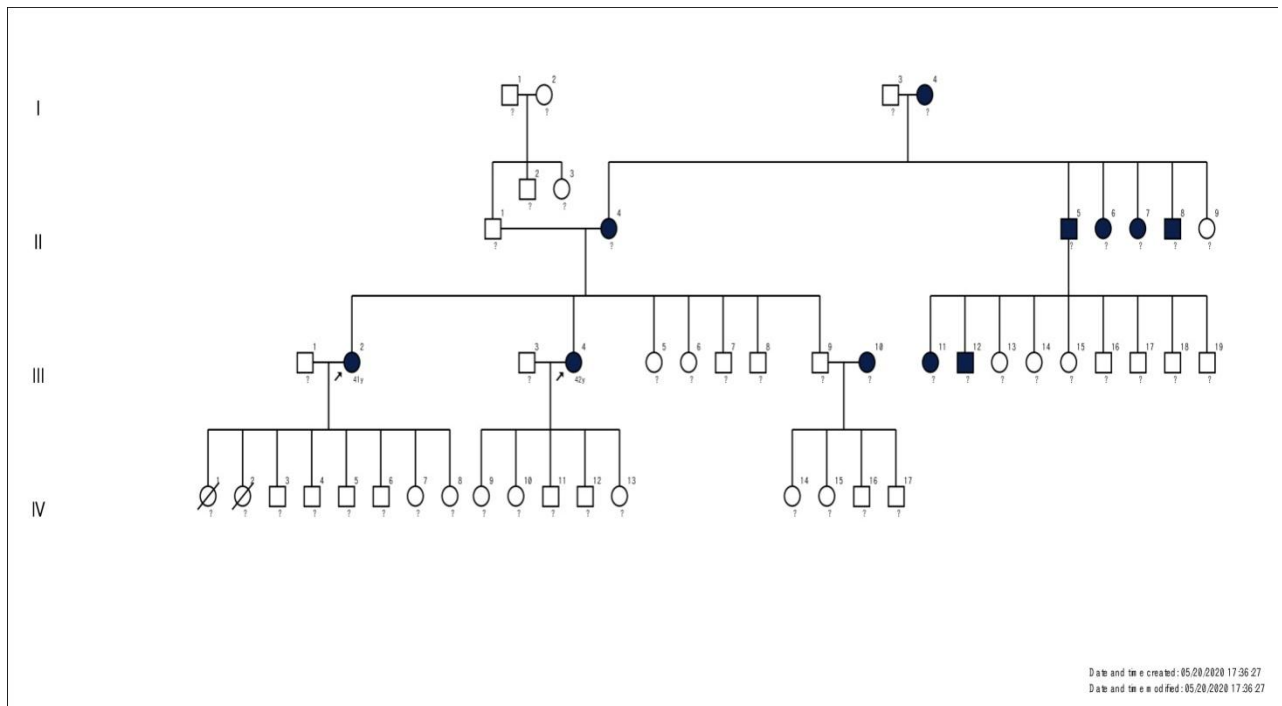 1 2 3 4
I
? ? ? ?
2 3
? ?
1 4 5 6 7 8 9
II
? ? ? ? ? ? ?
1 2 3 4 5 6 7 8 9 10 11 12 13 14 15 16 17 18 19
III
? 41y ? 42y ? ? ? ? ? ? ? ? ? ? ? ? ? ? ?
1 2 3 4 5 6 7 8 9 10 11 12 13 14 15 16 17
IV
? ? ? ? ? ? ? ? ? ? ? ? ? ? ? ? ?
Date and time created: 05/20/2020 17:36:27
Date and time modified: 05/20/2020 17:36:27